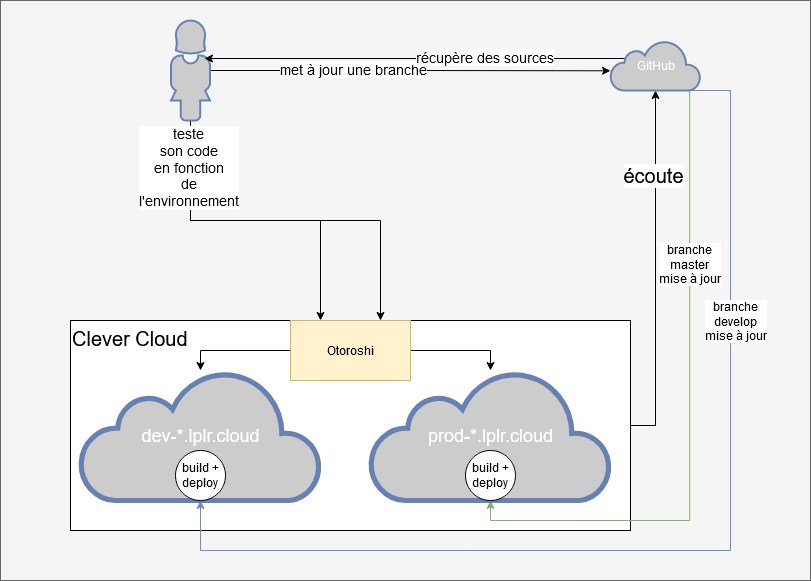 récupère des sources
GitHub
met à jour une branche
teste
son code
en fonction
de
l'environnement
écoute
branche
master
mise à jour
branche
develop
mise à jour
Clever Cloud
Otoroshi
dev-*.lplr.cloud
prod-*.lplr.cloud
build +
deploy
build +
deploy